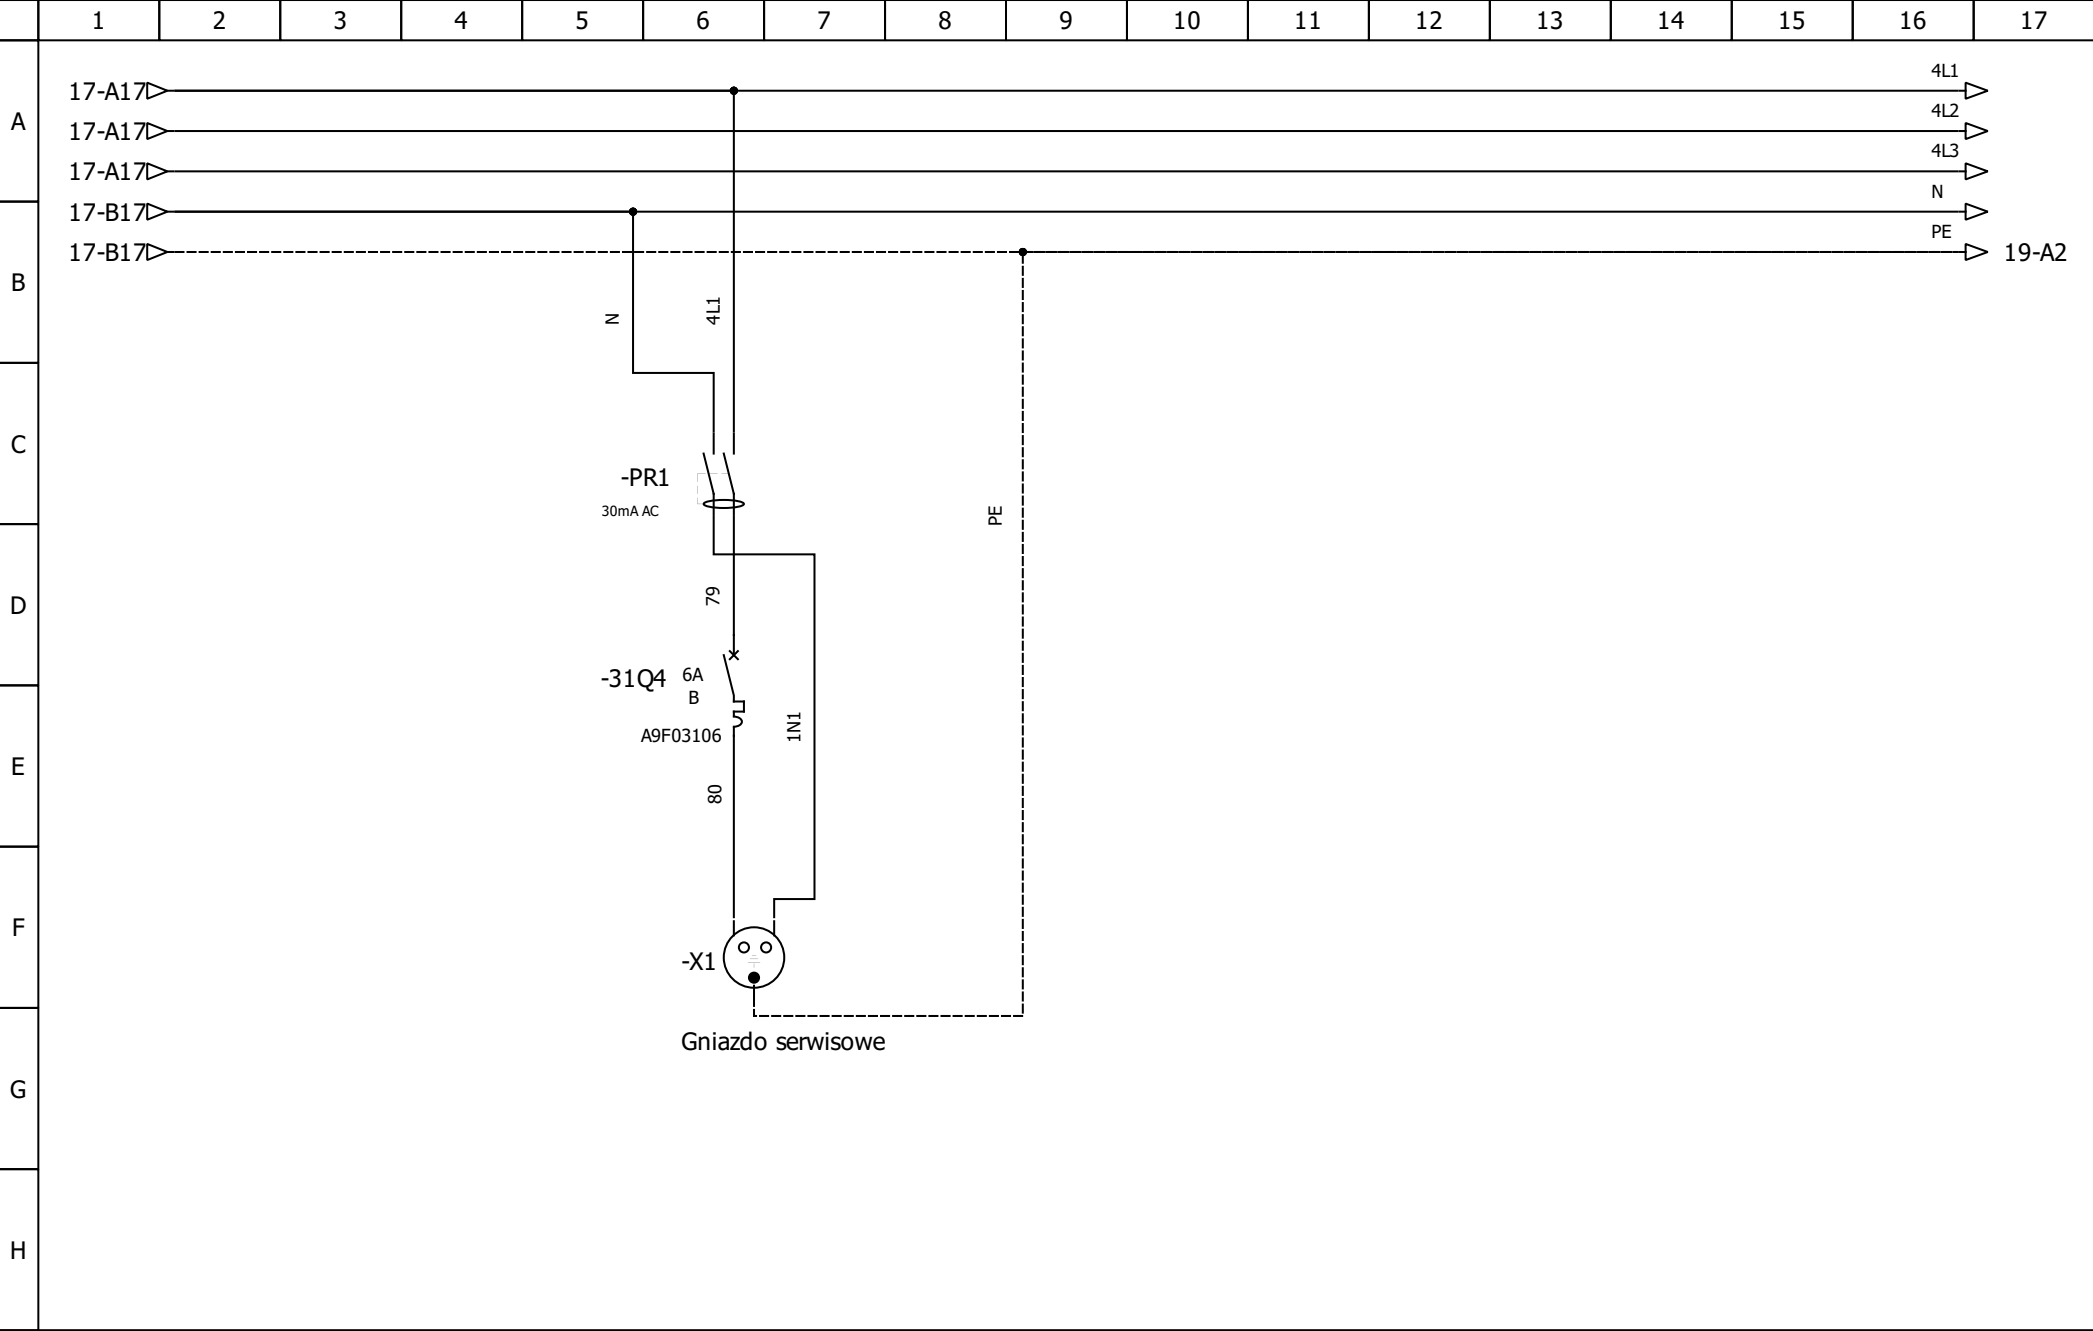 1 2 3 4 5 6 7 8 9 10 11 12 13 14 15 16 17
A
17-A17
4L1
17-A17
4L2
17-A17
4L3
B
17-B17
N
17-B17
PE
19-A2
N
4L1
C
-PR1
30mA AC
PE
D
79
-31Q4
6A
B
A9F03106
1N1
E
80
F
-X1
Gniazdo serwisowe
G
H